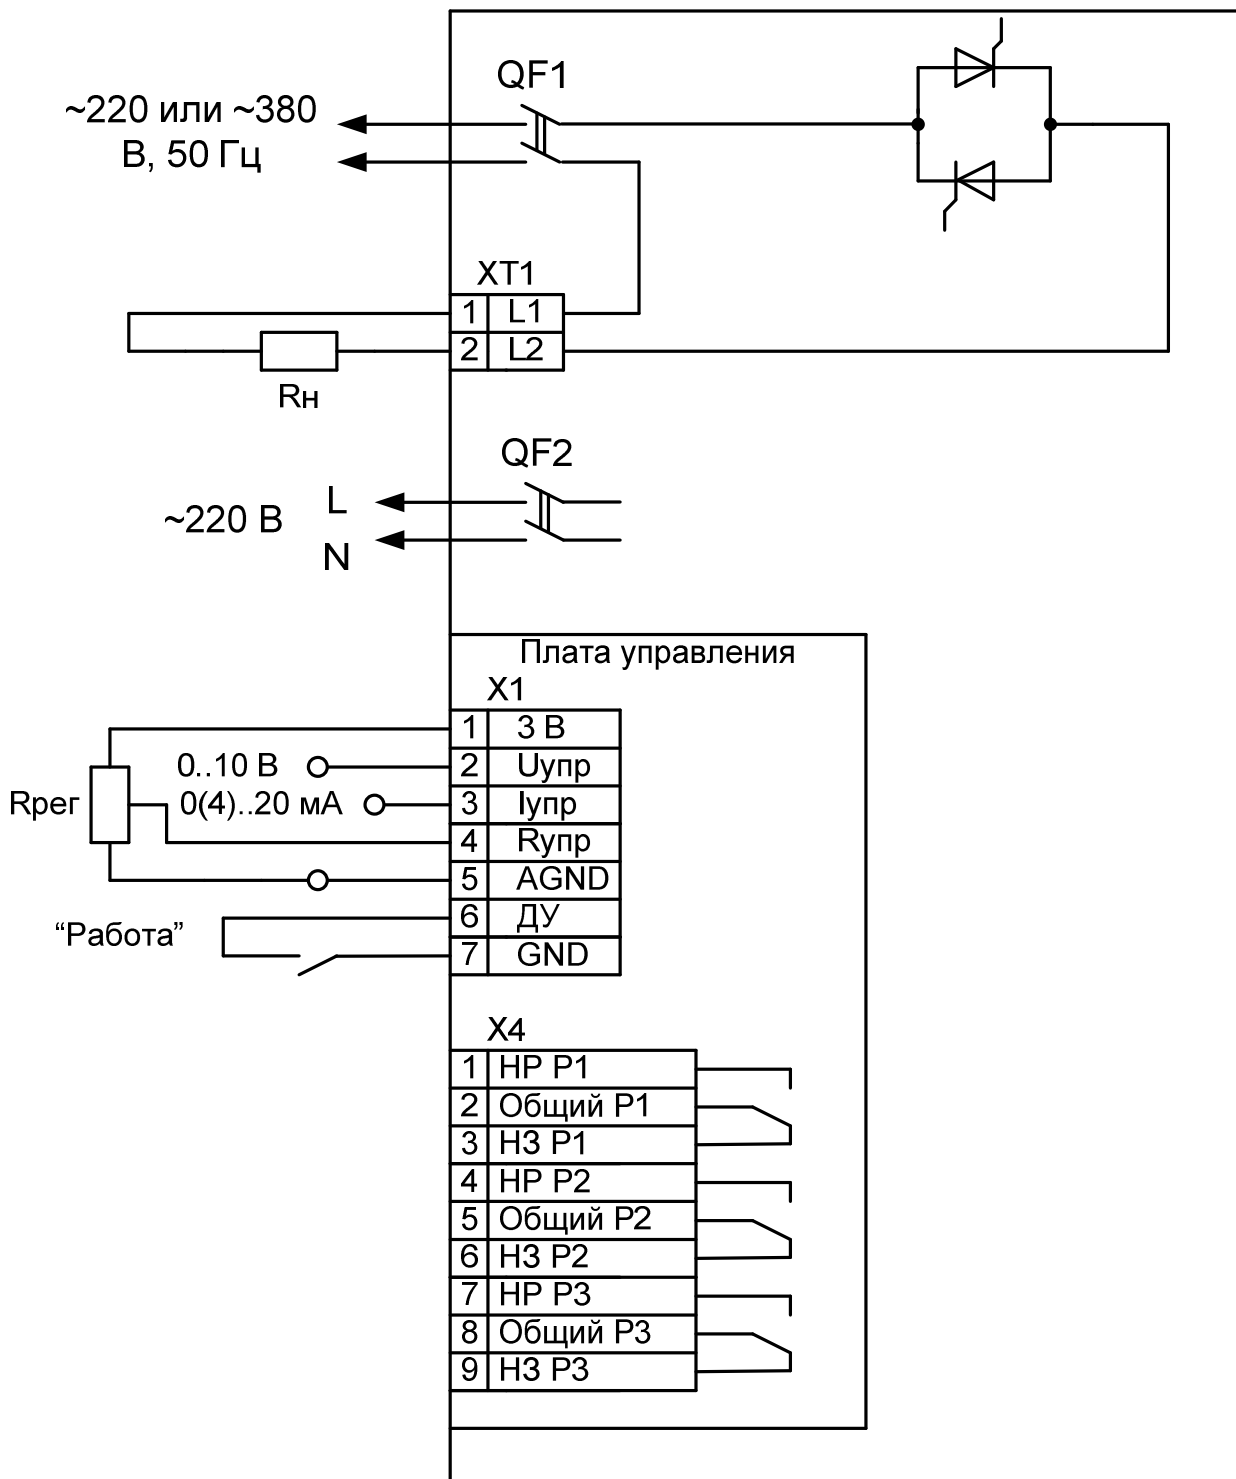 QF1
~220 или ~380
В, 50 Гц
XT1
1 L1
2 L2
Rн
QF2
L
~220 В
N
Плата управления
X1
1 3 В
0..10 В 2 Uупр
Rрег 0(4)..20 мА 3 Iупр
4 Rупр
5 AGND
“Работа” 6 ДУ
7 GND
X4
1 НР Р1
2 Общий Р1
3 НЗ Р1
4 НР Р2
5 Общий Р2
6 НЗ Р2
7 НР Р3
8 Общий Р3
9 НЗ Р3